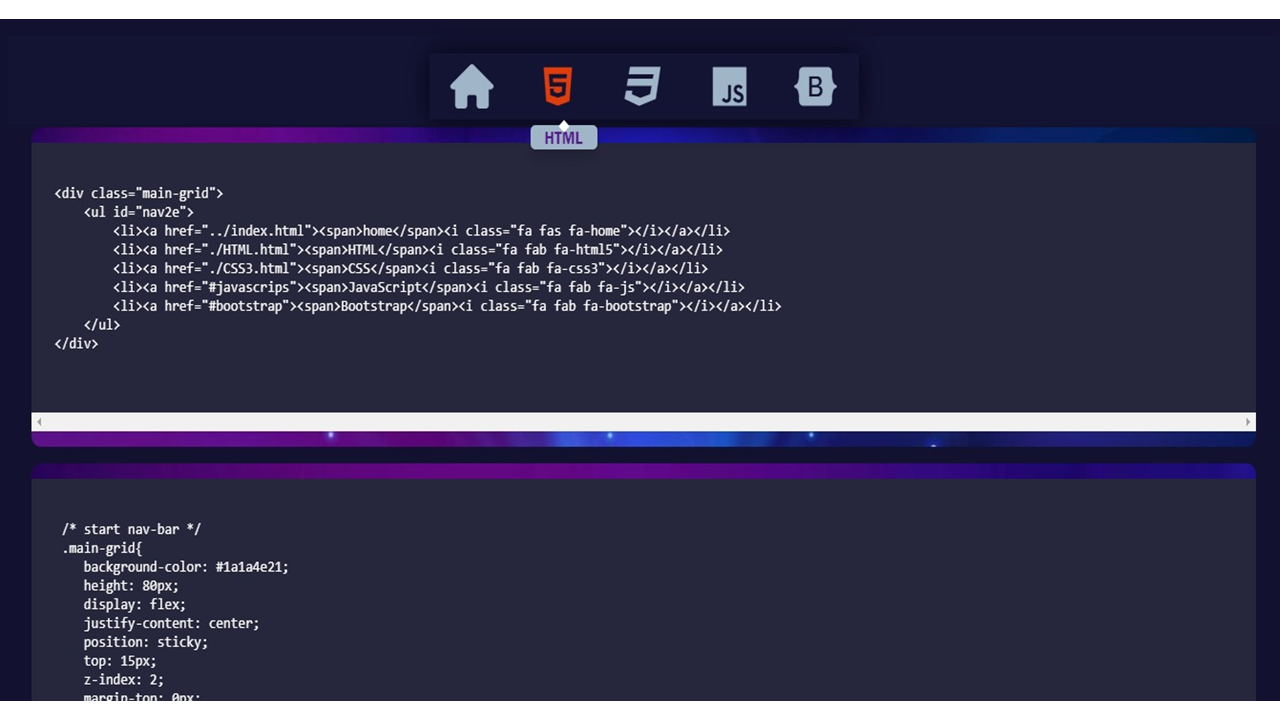 5 JS B
HTML
<div class="main-grid">
    <ul id="nav2e">
        <li><a href="../index.html"><span>home</span><i class="fa fas fa-home"></i></a></li>
        <li><a href="./HTML.html"><span>HTML</span><i class="fa fab fa-html5"></i></a></li>
        <li><a href="./CSS3.html"><span>CSS</span><i class="fa fab fa-css3"></i></a></li>
        <li><a href="#javascrips"><span>JavaScript</span><i class="fa fab fa-js"></i></a></li>
        <li><a href="#bootstrap"><span>Bootstrap</span><i class="fa fab fa-bootstrap"></i></a></li>
    </ul>
</div>
/* start nav-bar */
.main-grid{
   background-color: #1a1a4e21;
   height: 80px;
   display: flex;
   justify-content: center;
   position: sticky;
   top: 15px;
   z-index: 2;
   margin-top: 0px;